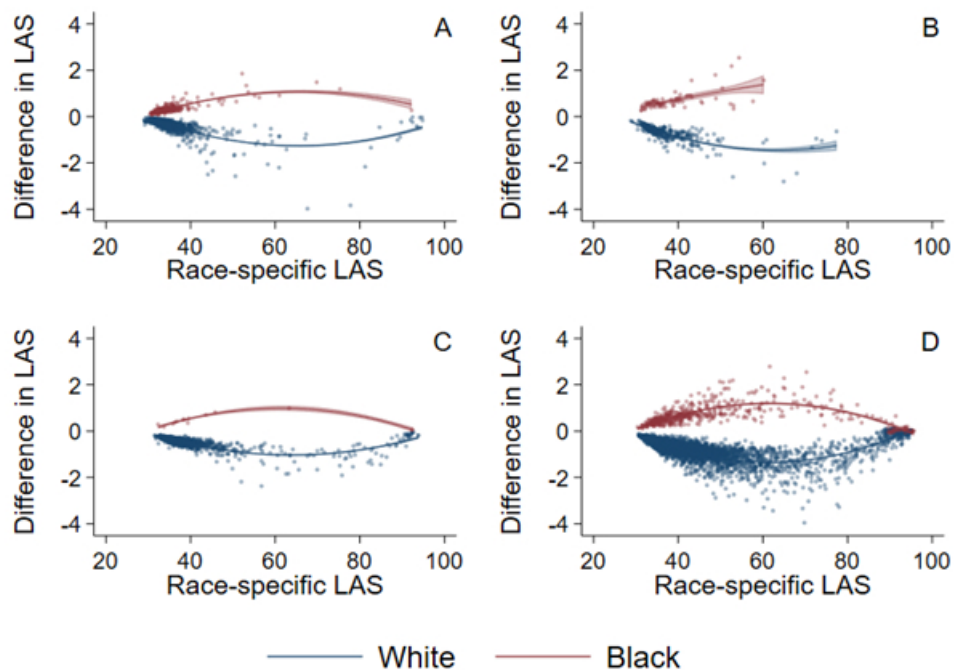 A
B
Difference in LAS
4
2
0
-2
-4
20 40 60 80 100
Race-specific LAS
Difference in LAS
4
2
0
-2
-4
20 40 60 80 100
Race-specific LAS
C
D
Difference in LAS
4
2
0
-2
-4
20 40 60 80 100
Race-specific LAS
Difference in LAS
4
2
0
-2
-4
20 40 60 80 100
Race-specific LAS
White Black